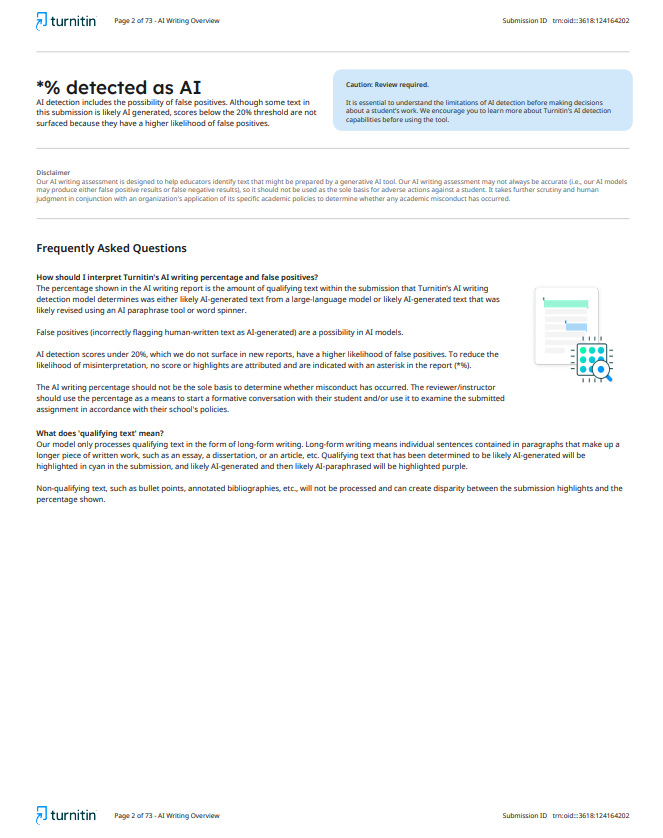 turnitin Page 2 of 73 - AI Writing Overview Submission ID trn:oid:::3618:124164202
*% detected as AI
AI detection includes the possibility of false positives. Although some text in
this submission is likely AI generated, scores below the 20% threshold are not
surfaced because they have a higher likelihood of false positives.
Caution: Review required.
It is essential to understand the limitations of AI detection before making decisions
about a student's work. We encourage you to learn more about Turnitin's AI detection
capabilities before using the tool.
Disclaimer
Our AI writing assessment is designed to help educators identify text that might be prepared by a generative AI tool. Our AI writing assessment may not always be accurate (i.e., our AI models
may produce either false positive results or false negative results), so it should not be used as the sole basis for adverse actions against a student. It takes further scrutiny and human
judgment in conjunction with an organization's application of its specific academic policies to determine whether any academic misconduct has occurred.
Frequently Asked Questions
How should I interpret Turnitin's AI writing percentage and false positives?
The percentage shown in the AI writing report is the amount of qualifying text within the submission that Turnitin's AI writing
detection model determines was either likely AI-generated text from a large-language model or likely AI-generated text that was
likely revised using an AI paraphrase tool or word spinner.
False positives (incorrectly flagging human-written text as AI-generated) are a possibility in AI models.
AI detection scores under 20%, which we do not surface in new reports, have a higher likelihood of false positives. To reduce the
likelihood of misinterpretation, no score or highlights are attributed and are indicated with an asterisk in the report (*%).
The AI writing percentage should not be the sole basis to determine whether misconduct has occurred. The reviewer/instructor
should use the percentage as a means to start a formative conversation with their student and/or use it to examine the submitted
assignment in accordance with their school's policies.
What does 'qualifying text' mean?
Our model only processes qualifying text in the form of long-form writing. Long-form writing means individual sentences contained in paragraphs that make up a
longer piece of written work, such as an essay, a dissertation, or an article, etc. Qualifying text that has been determined to be likely AI-generated will be
highlighted in cyan in the submission, and likely AI-generated and then likely AI-paraphrased will be highlighted purple.
Non-qualifying text, such as bullet points, annotated bibliographies, etc., will not be processed and can create disparity between the submission highlights and the
percentage shown.
turnitin Page 2 of 73 - AI Writing Overview Submission ID trn:oid:::3618:124164202